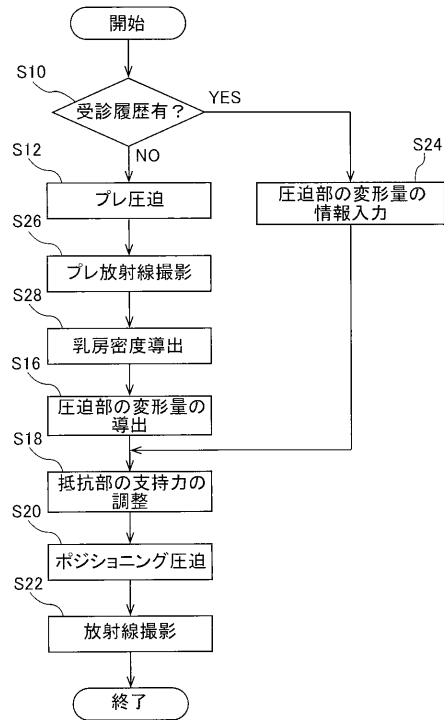 開始
S10
受診履歴有？
YES
NO
S12
プレ圧迫
S24
圧迫部の変形量の
情報入力
S26
プレ放射線撮影
S28
乳房密度導出
S16
圧迫部の変形量の
導出
S18
抵抗部の支持力の
調整
S20
ポジショニング圧迫
S22
放射線撮影
終了